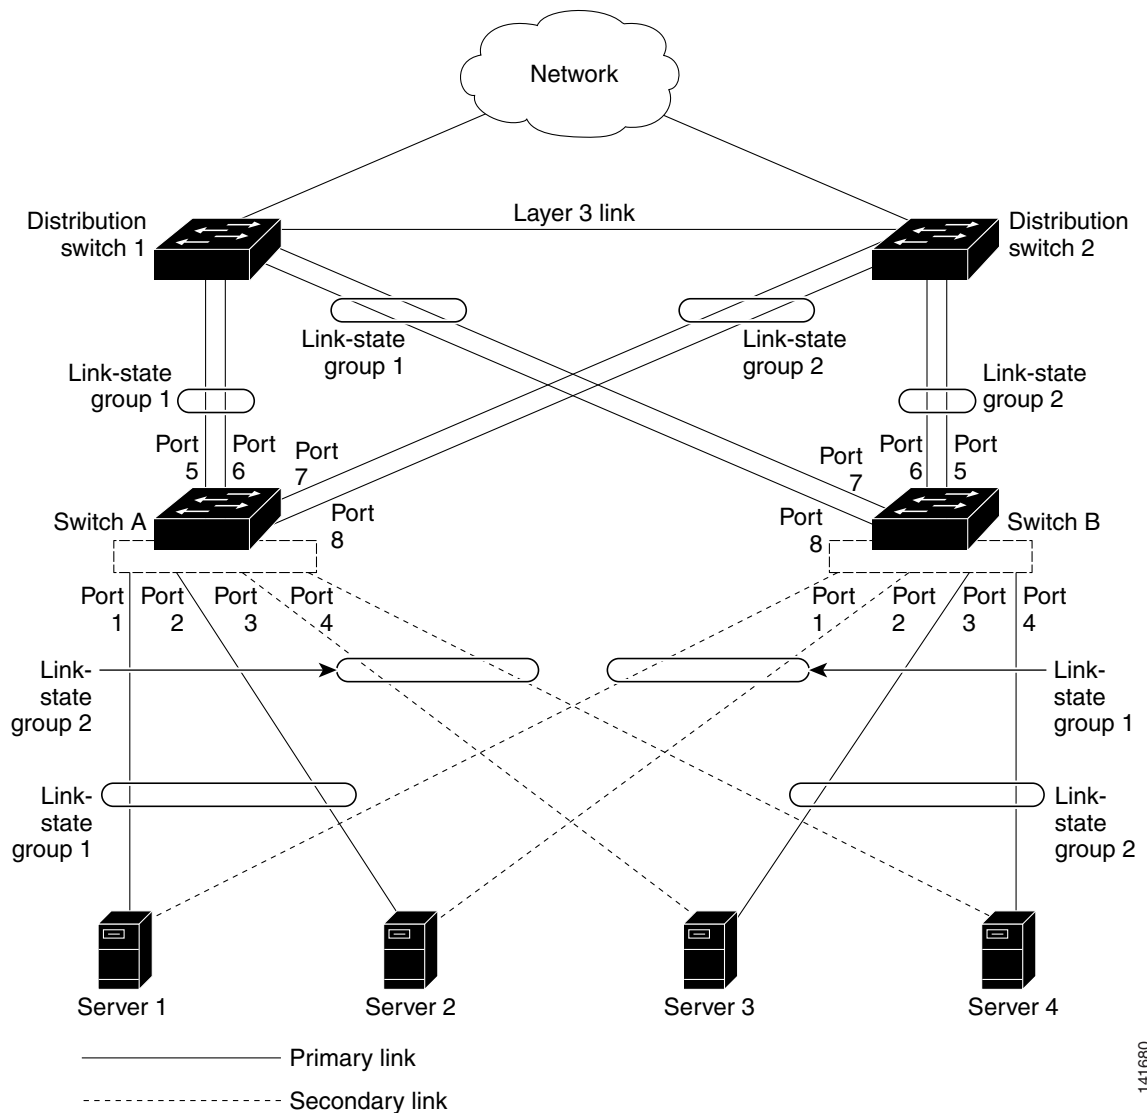 Network
Layer 3 link
Distribution
switch 1
Distribution
switch 2
Link-state
group 1
Link-state
group 2
Link-state
group 1
Link-state
group 2
Port
5
Port
6
Port
7
Port
8
Port
7
Port
6
Port
5
Port
8
Switch A
Switch B
Port
1
Port
2
Port
3
Port
4
Port
1
Port
2
Port
3
Port
4
Link-
state
group 2
Link-
state
group 1
Link-
state
group 1
Link-
state
group 2
Server 1
Server 2
Server 3
Server 4
Primary link
Secondary link
141680